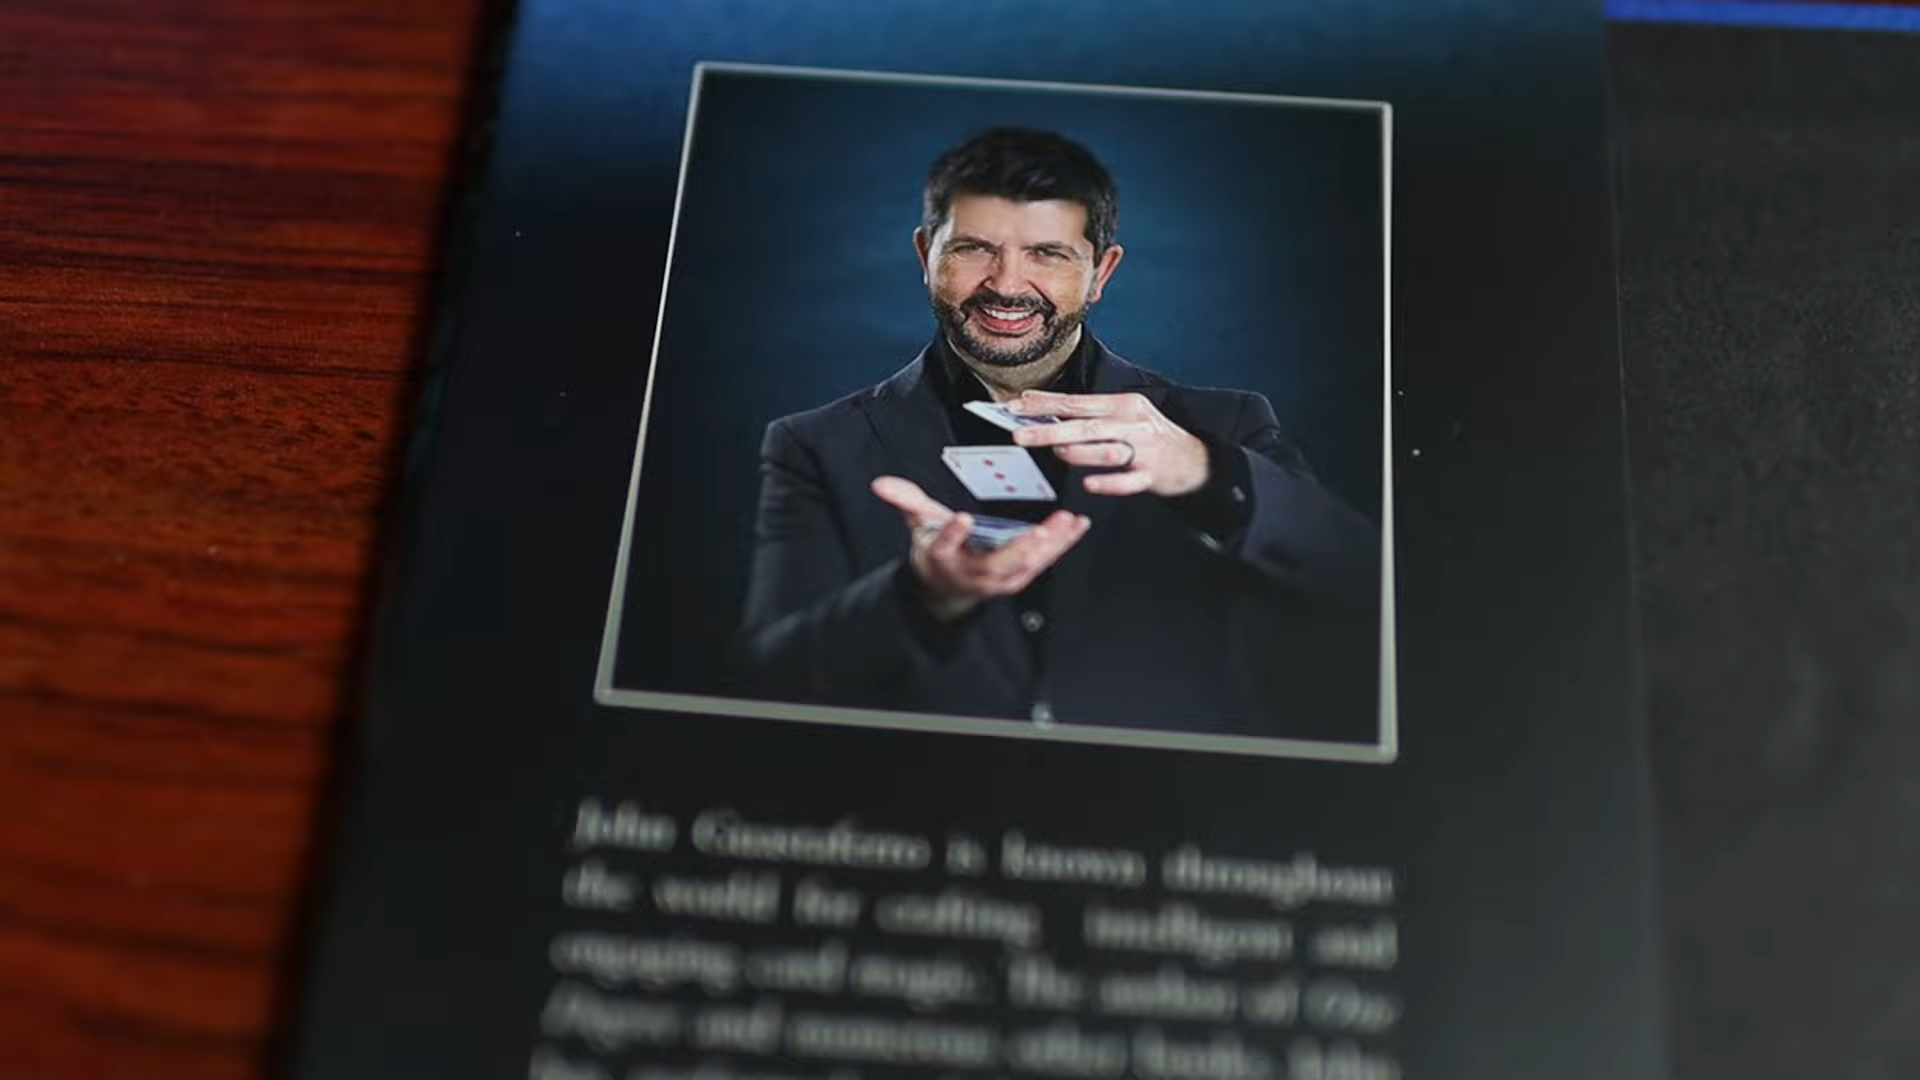 John Guastaferro is known throughout
the world for crafting intelligent and
engaging card magic. The author of One
Degree and numerous other books, John